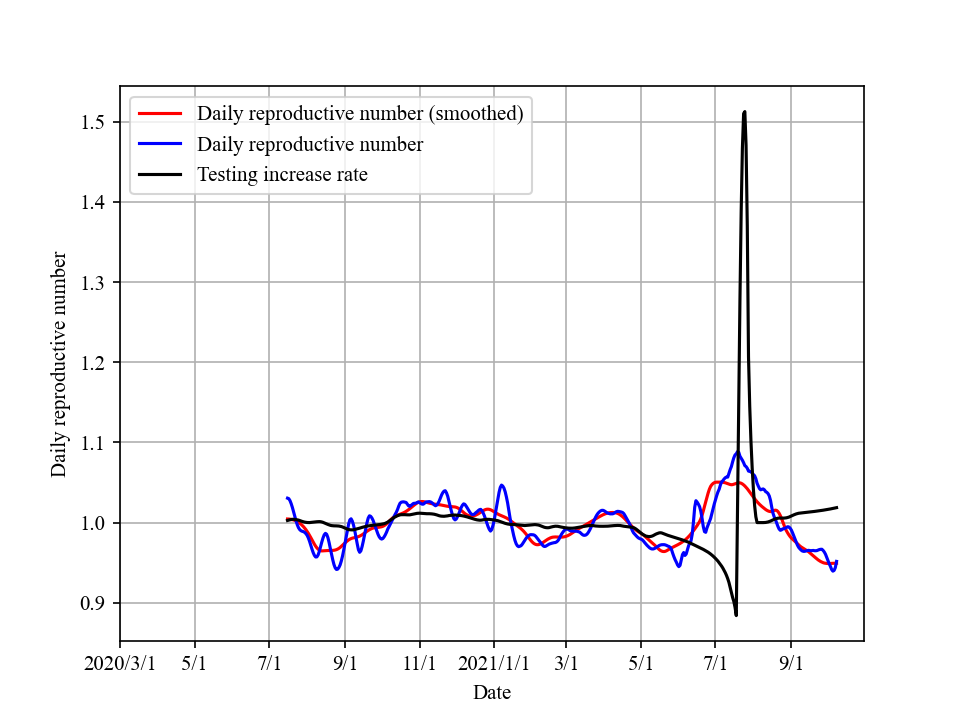 Daily reproductive number (smoothed)
Daily reproductive number
Testing increase rate
1.5
1.4
1.3
1.2
1.1
1.0
0.9
Daily reproductive number
2020/3/1 5/1 7/1 9/1 11/1 2021/1/1 3/1 5/1 7/1 9/1
Date